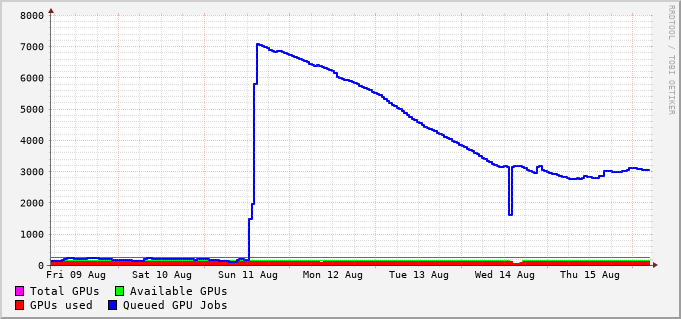 RRDTOOL / TOBI OETIKER
8000
7000
6000
5000
4000
3000
2000
1000
0
Fri 09 Aug Sat 10 Aug Sun 11 Aug Mon 12 Aug Tue 13 Aug Wed 14 Aug Thu 15 Aug
Total GPUs Available GPUs
GPUs used Queued GPU Jobs